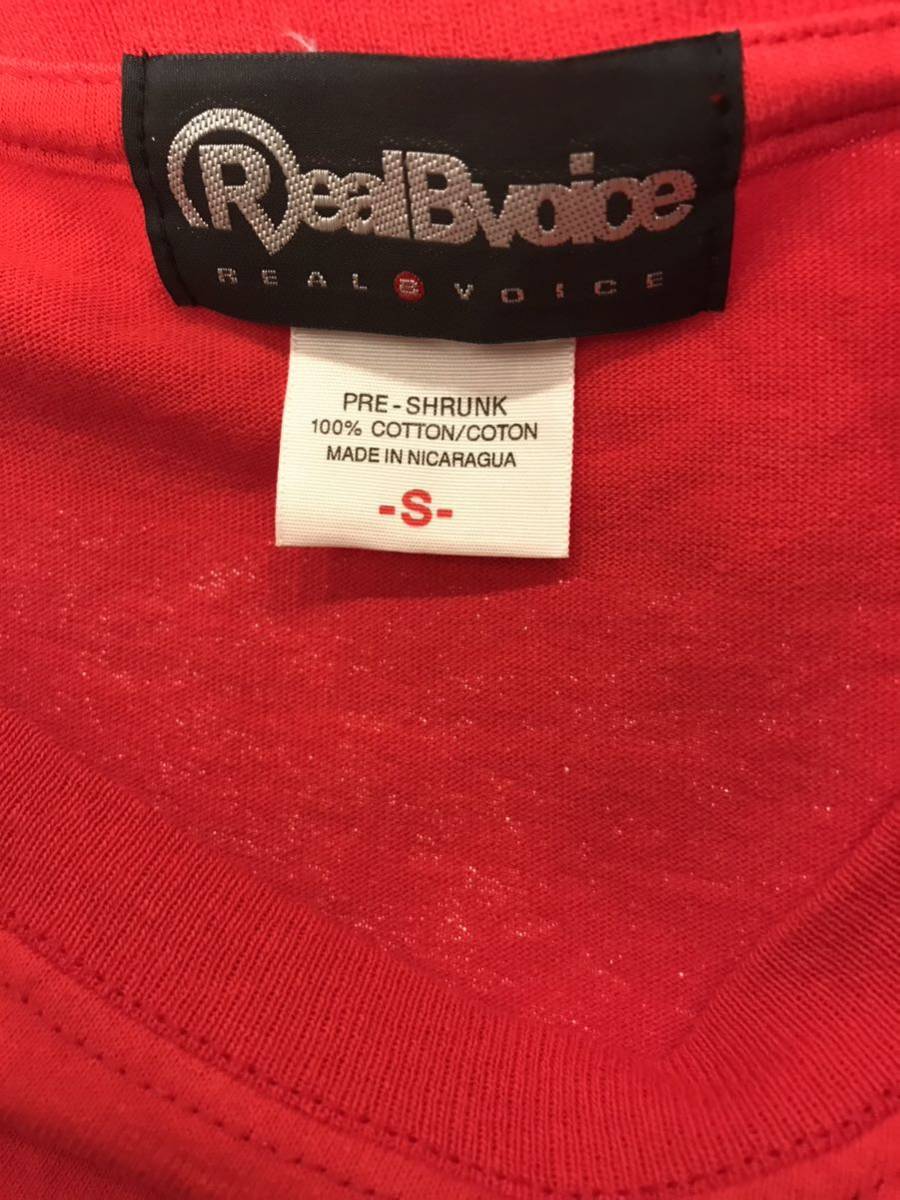 RealBvoice
REAL B VOICE
PRE-SHRUNK
100% COTTON/COTON
MADE IN NICARAGUA
-S-